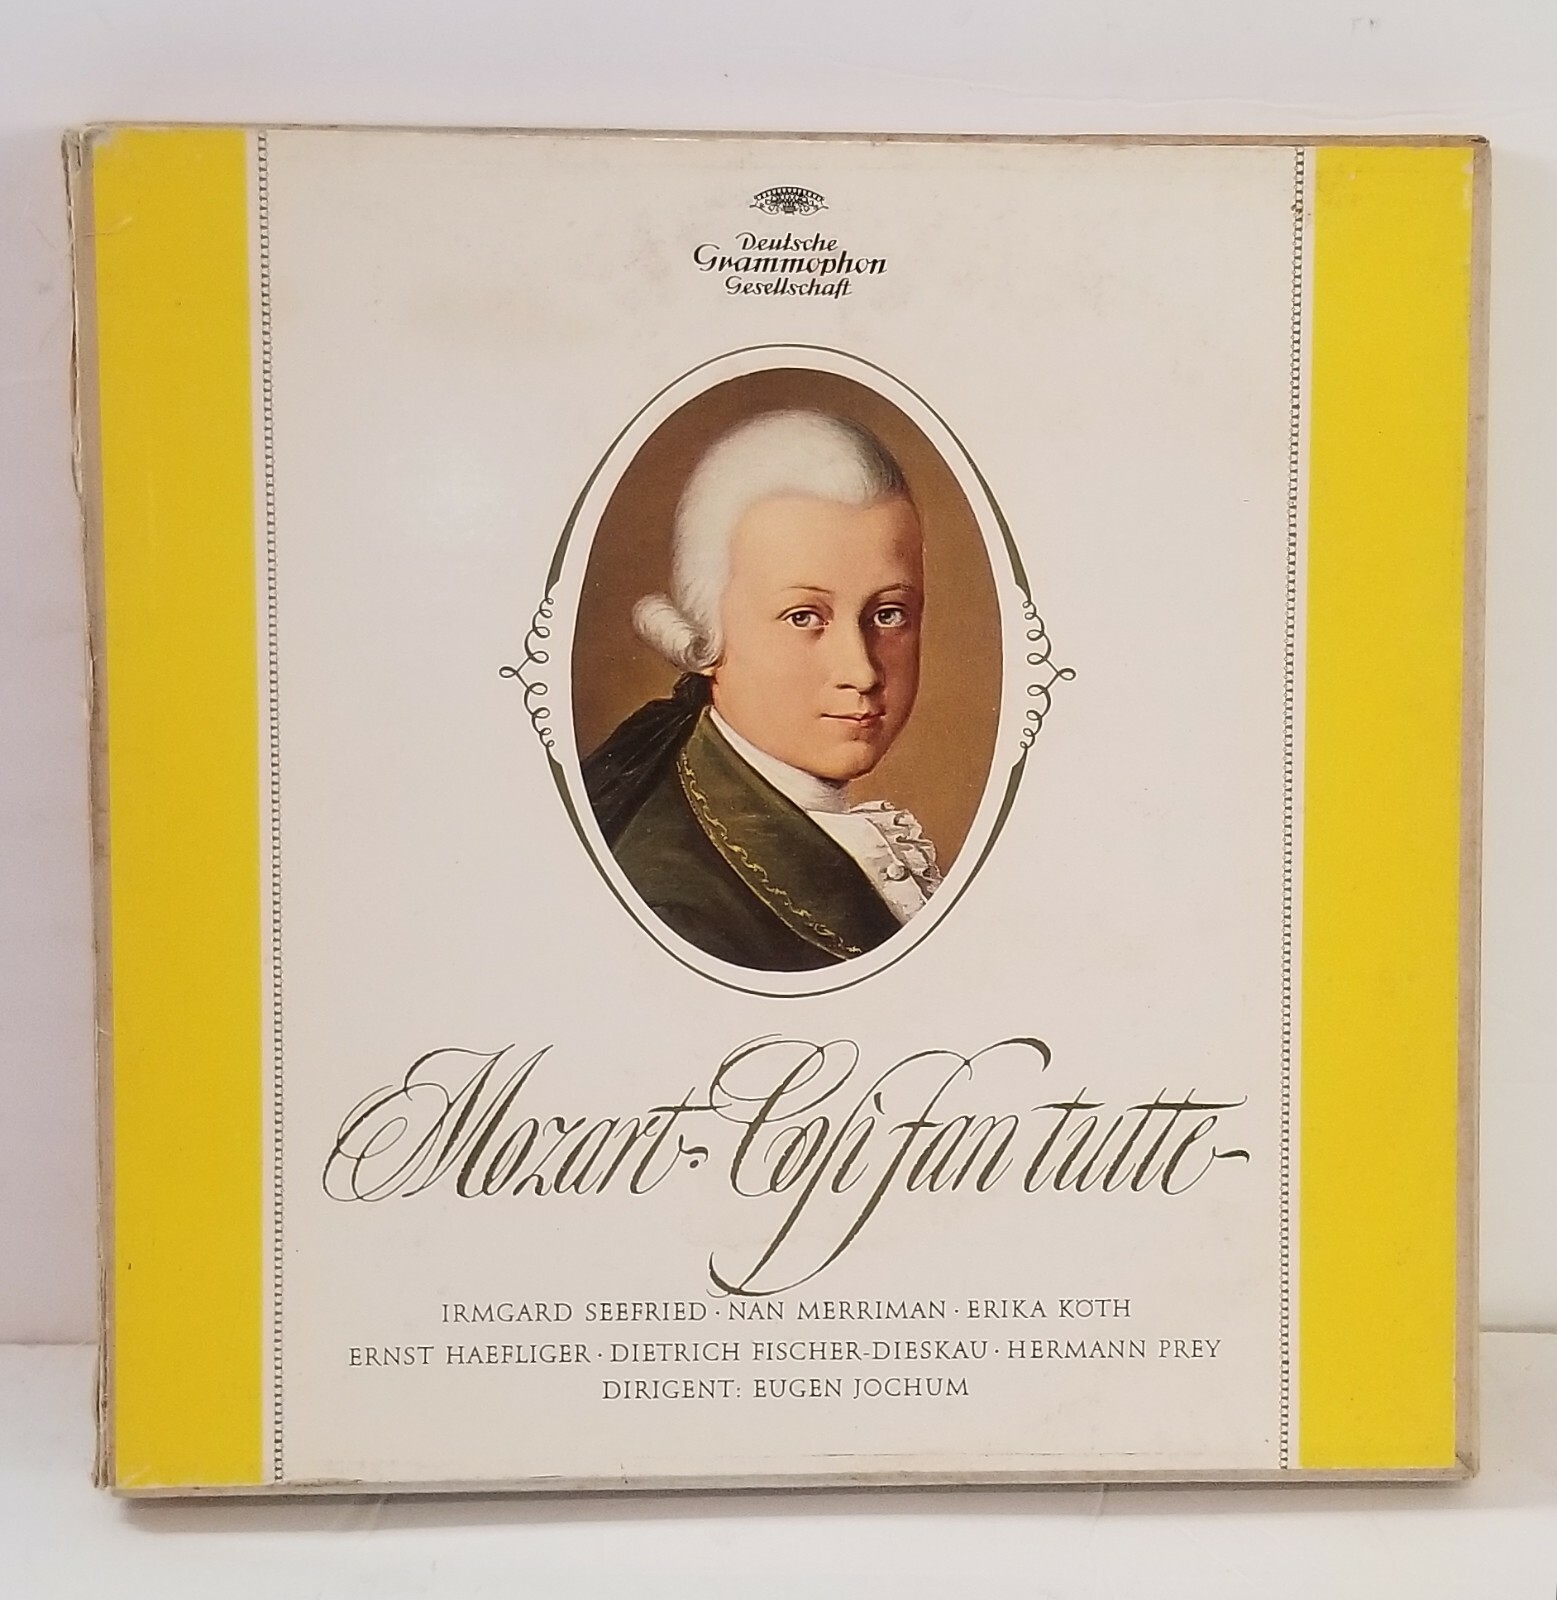 Deutsche
Grammophon
Gesellschaft
Mozart · Così fan tutte
IRMGARD SEEFRIED · NAN MERRIMAN · ERIKA KÖTH
ERNST HAEFLIGER · DIETRICH FISCHER-DIESKAU · HERMANN PREY
DIRIGENT: EUGEN JOCHUM